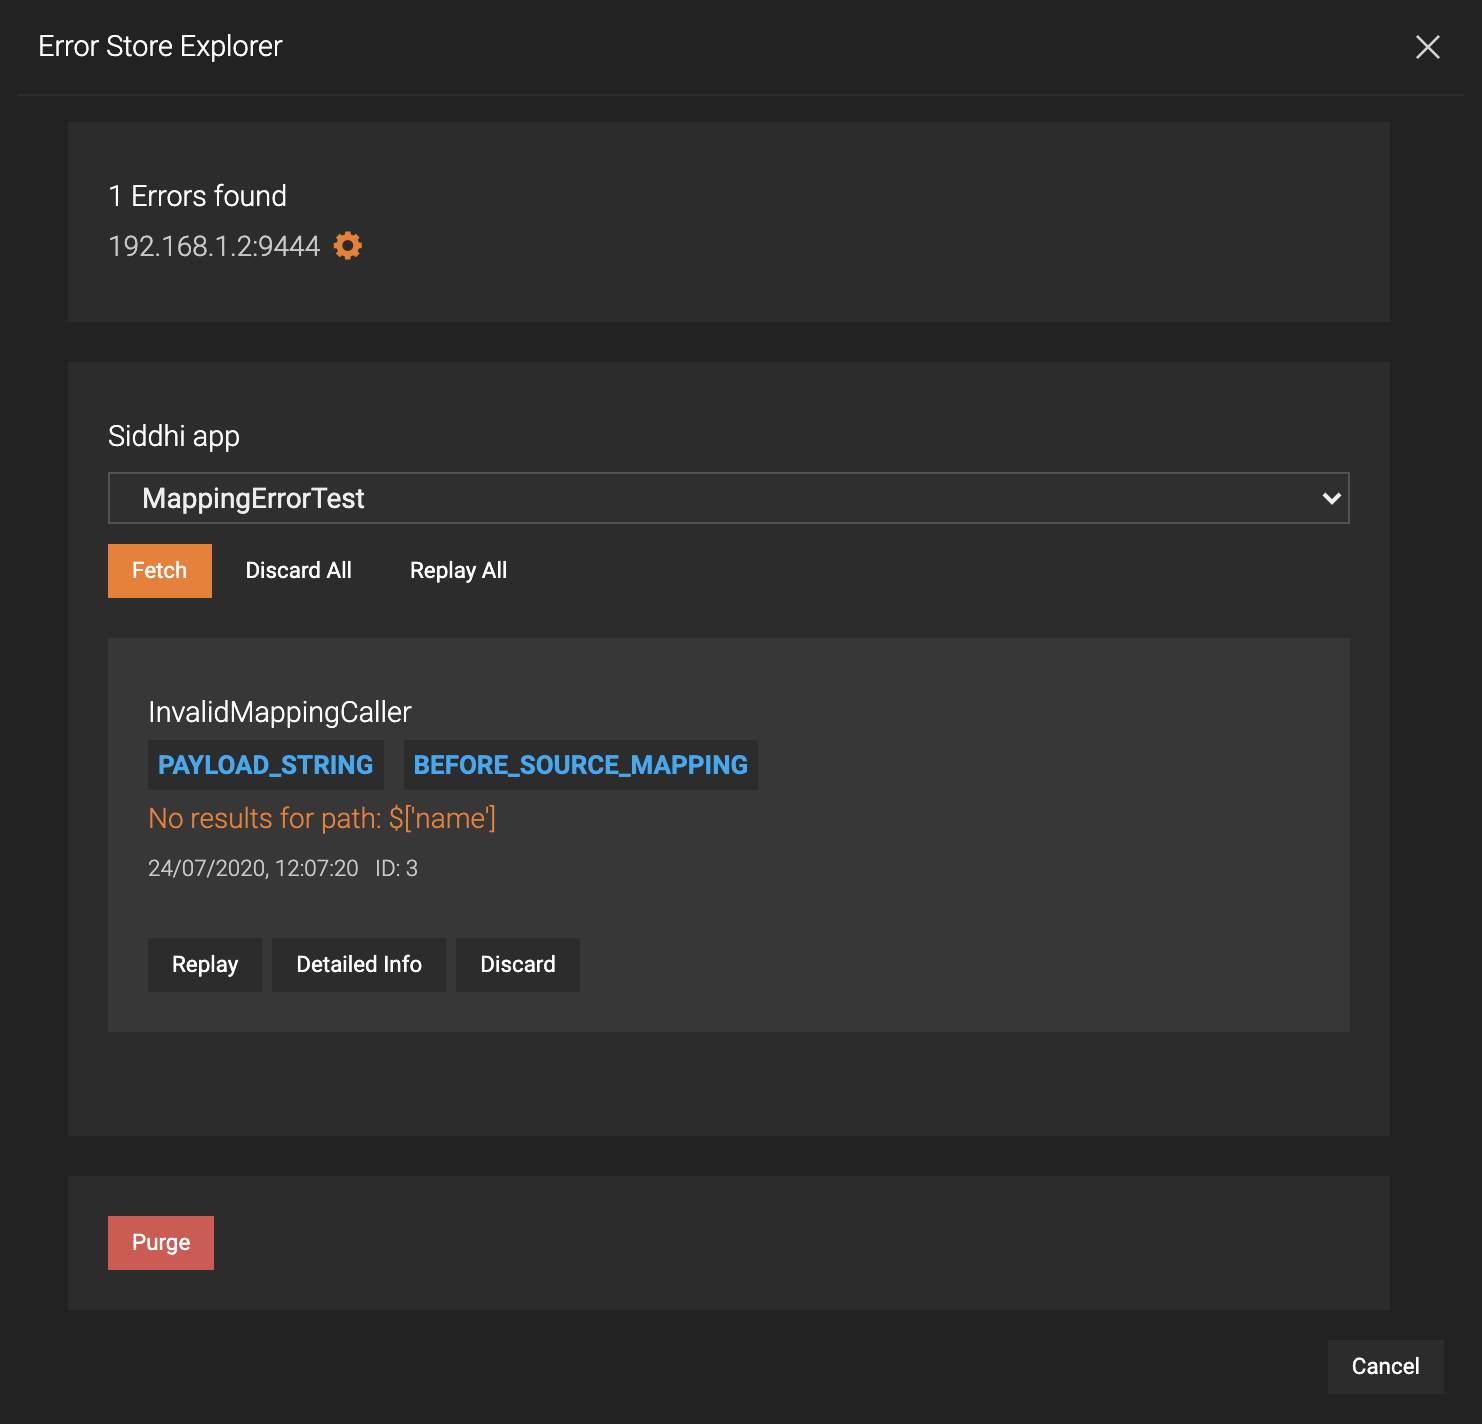 Error Store Explorer
1 Errors found
192.168.1.2:9444
Siddhi app
MappingErrorTest
Fetch Discard All Replay All
InvalidMappingCaller
PAYLOAD_STRING BEFORE_SOURCE_MAPPING
No results for path: $['name']
24/07/2020, 12:07:20 ID: 3
Replay Detailed Info Discard
Purge
Cancel